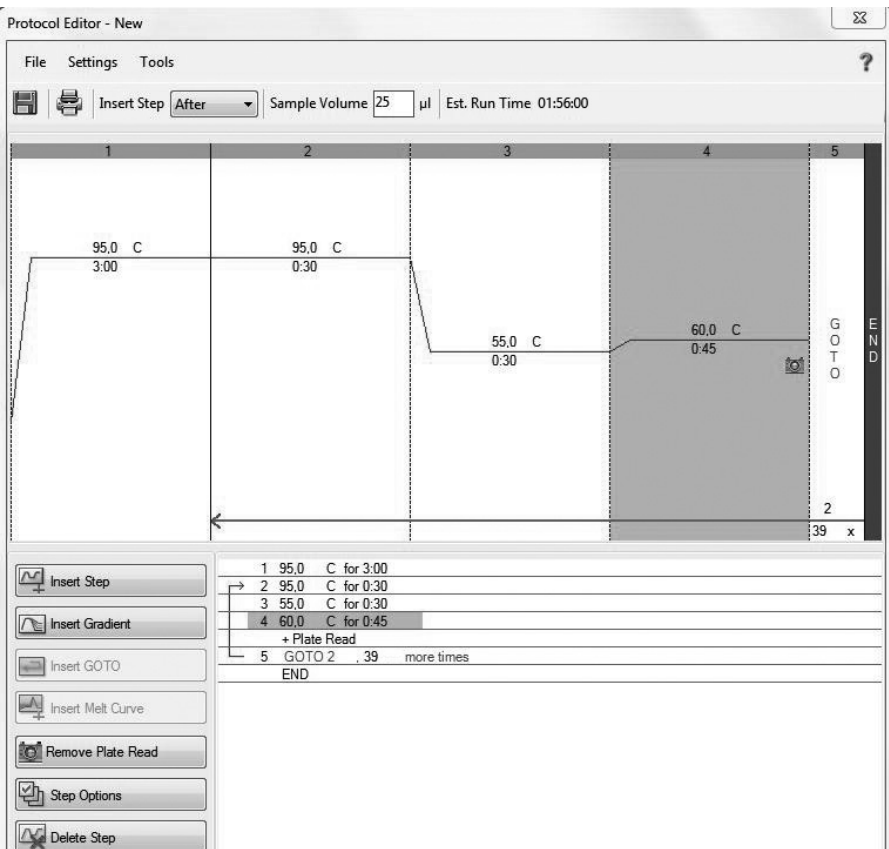 Protocol Editor - New
File Settings Tools
?
Insert Step After Sample Volume 25 µl Est. Run Time 01:56:00
1 2 3 4 5
95,0 C
3:00
95,0 C
0:30
55,0 C
0:30
60,0 C
0:45
GOTO
END
2
39 x
Insert Step
Insert Gradient
Insert GOTO
Insert Melt Curve
Remove Plate Read
Step Options
Delete Step
1 95,0 C for 3:00
2 95,0 C for 0:30
3 55,0 C for 0:30
4 60,0 C for 0:45
+ Plate Read
5 GOTO 2 , 39 more times
END